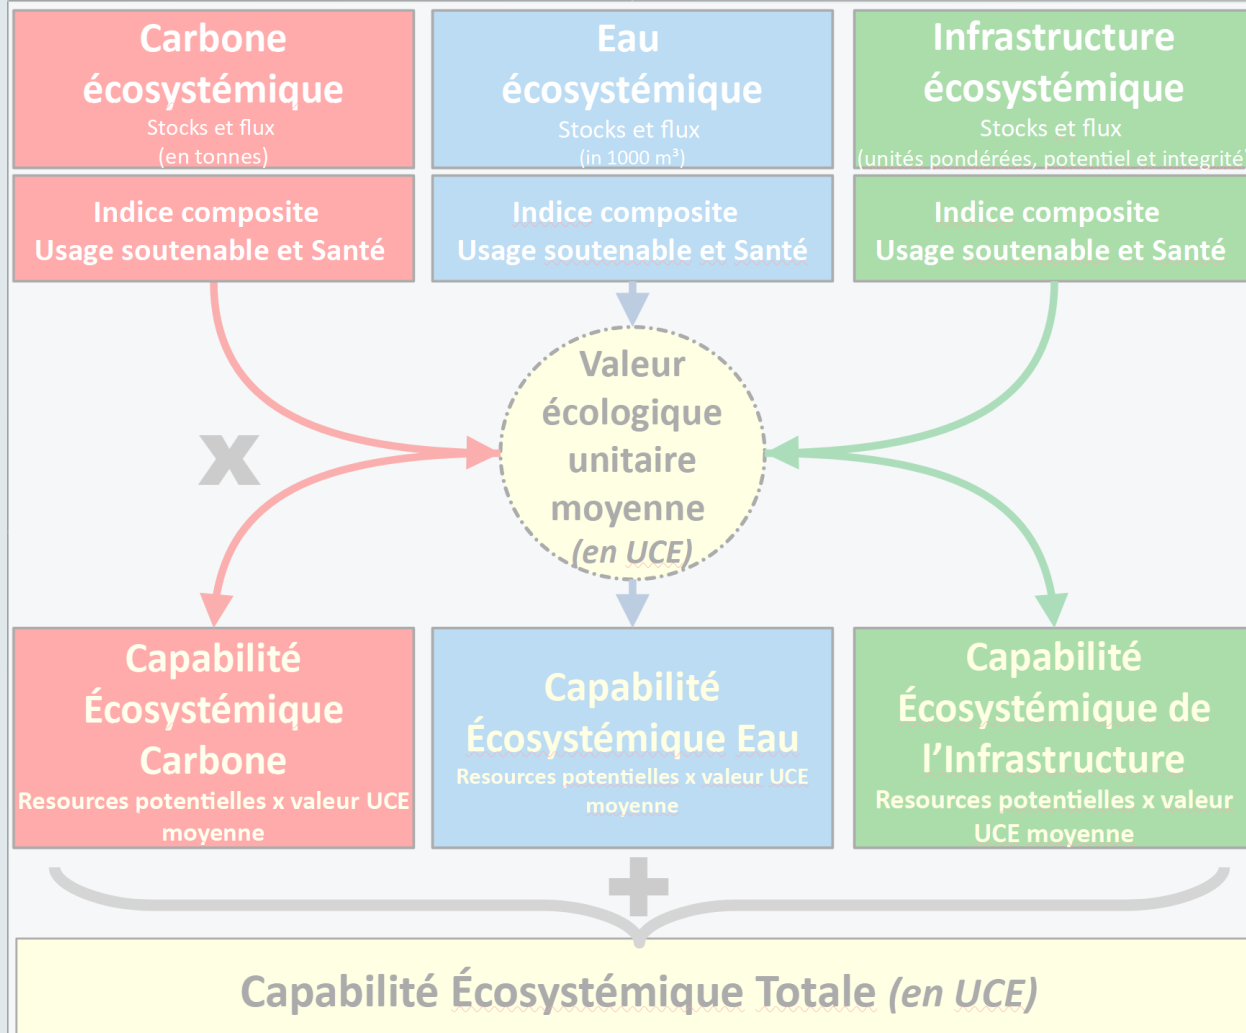 Carbone
écosystémique
Stocks et flux
(en tonnes)
Eau
écosystémique
Stocks et flux
(in 1000 m³)
Infrastructure
écosystémique
Stocks et flux
(unités pondérées, potentiel et integrité)
Indice composite
Usage soutenable et Santé
Indice composite
Usage soutenable et Santé
Indice composite
Usage soutenable et Santé
Valeur
écologique
unitaire
moyenne
(en UCE)
x
Capabilité
Écosystémique
Carbone
Resources potentielles x valeur UCE
moyenne
Capabilité
Écosystémique Eau
Resources potentielles x valeur UCE
moyenne
Capabilité
Écosystémique de
l’Infrastructure
Resources potentielles x valeur
UCE moyenne
+
Capabilité Écosystémique Totale (en UCE)